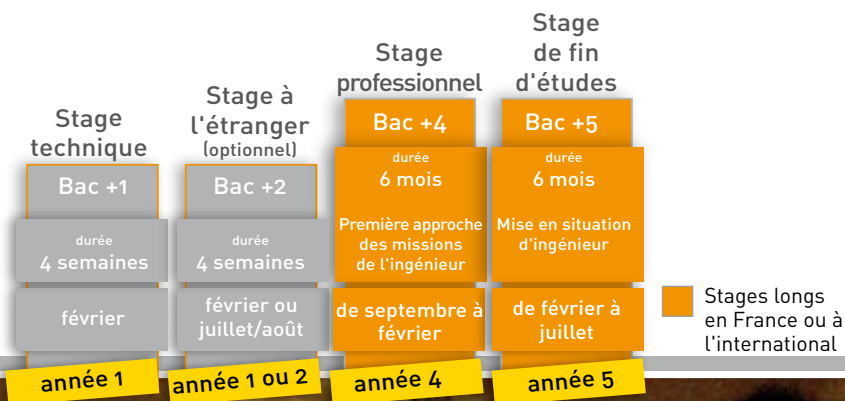 Stage
technique
Bac +1
durée
4 semaines
février
année 1
Stage à
l'étranger
(optionnel)
Bac +2
durée
4 semaines
février ou
juillet/août
année 1 ou 2
Stage
professionnel
Bac +4
durée
6 mois
Première approche
des missions
de l'ingénieur
de septembre à
février
année 4
Stage
de fin
d'études
Bac +5
durée
6 mois
Mise en situation
d'ingénieur
de février à
juillet
année 5
Stages longs
en France ou à
l'international